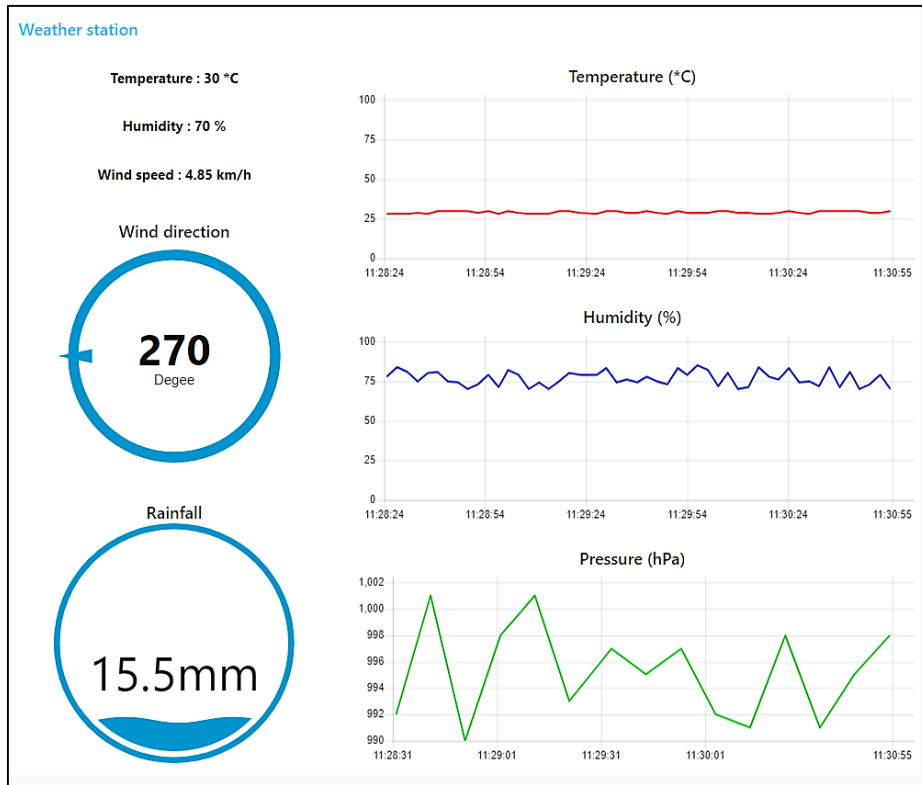 Weather station
Temperature : 30 *C
Humidity : 70 %
Wind speed : 4.85 km/h
Wind direction
270
Degee
Rainfall
15.5mm
Temperature (*C)
100
75
50
25
0
11:28:24 11:28:54 11:29:24 11:29:54 11:30:24 11:30:55
Humidity (%)
100
75
50
25
0
11:28:24 11:28:54 11:29:24 11:29:54 11:30:24 11:30:55
Pressure (hPa)
1,002
1,000
998
996
994
992
990
11:28:31 11:29:01 11:29:31 11:30:01 11:30:55